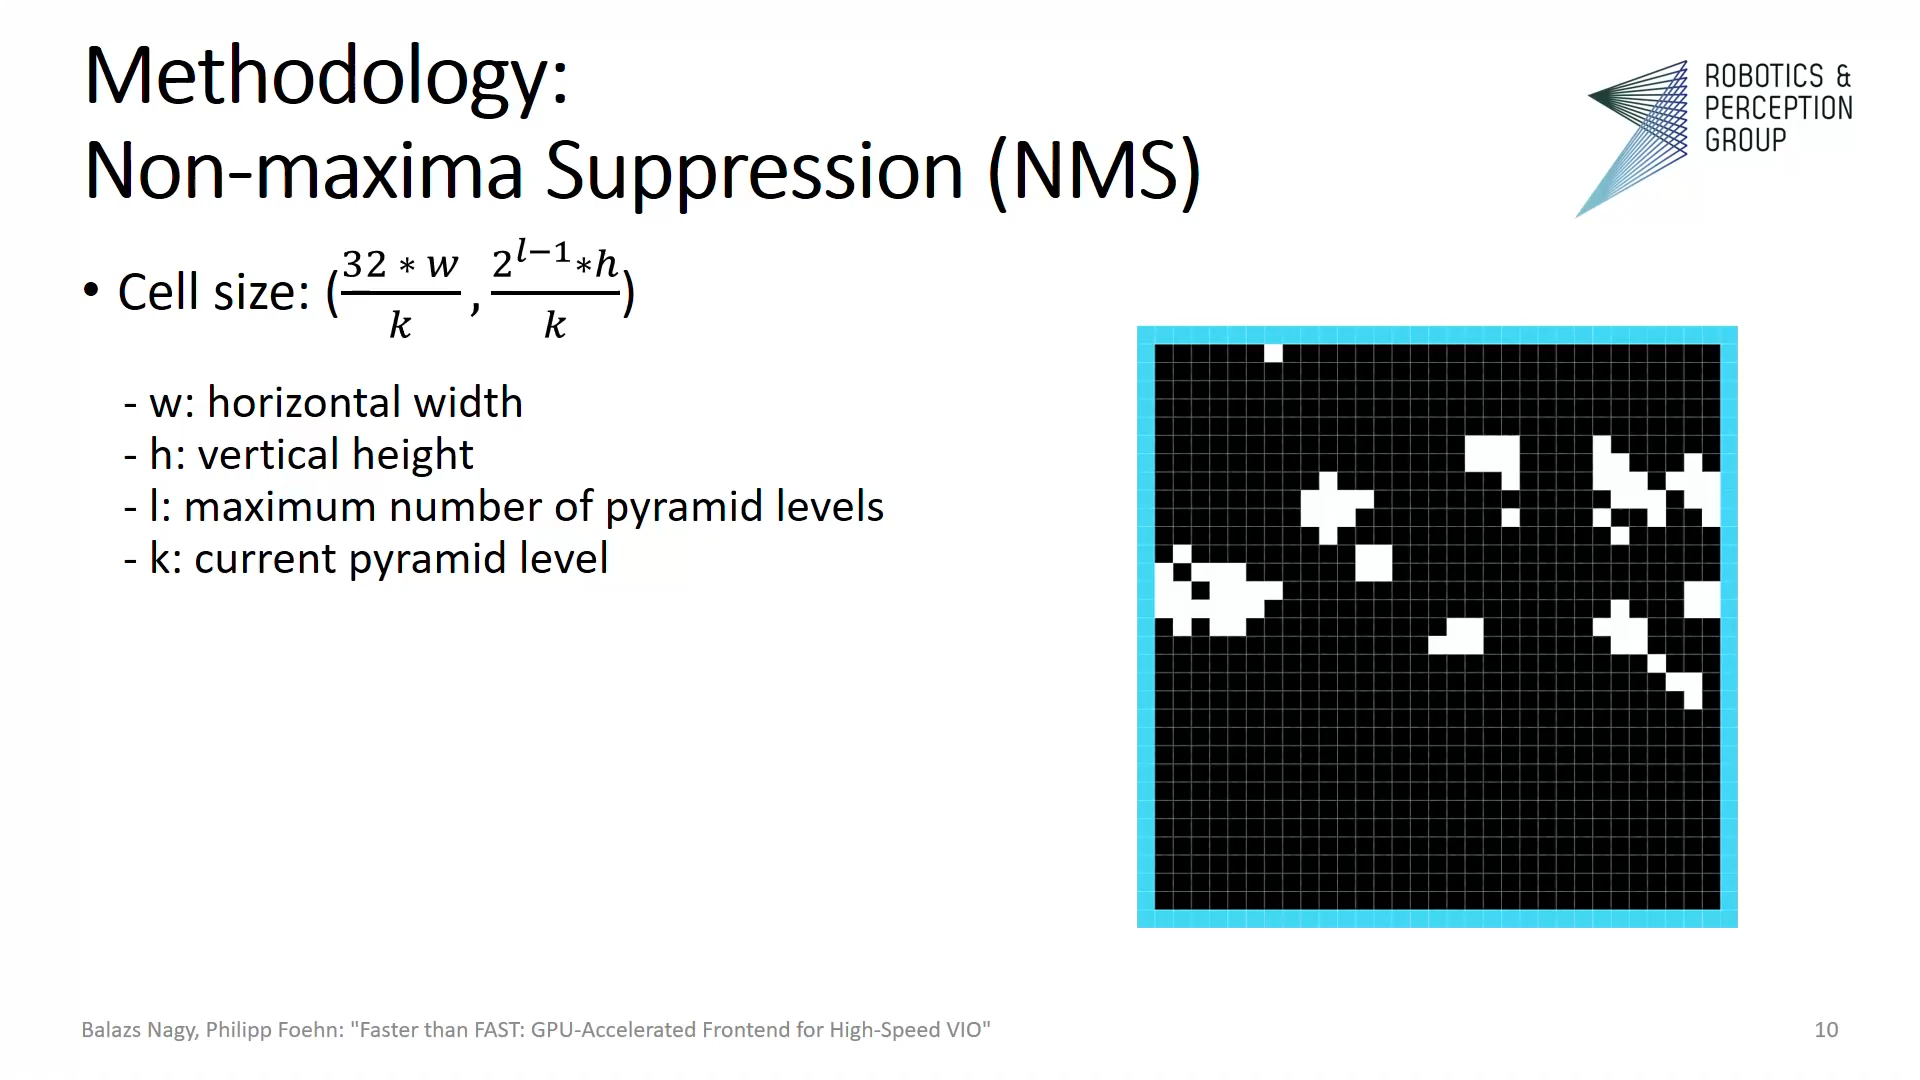 Methodology:
Non-maxima Suppression (NMS)
ROBOTICS &
PERCEPTION
GROUP
• Cell size: (32 * w / k , 2^{l−1}*h / k)
- w: horizontal width
- h: vertical height
- l: maximum number of pyramid levels
- k: current pyramid level
Balazs Nagy, Philipp Foehn: "Faster than FAST: GPU-Accelerated Frontend for High-Speed VIO"
10